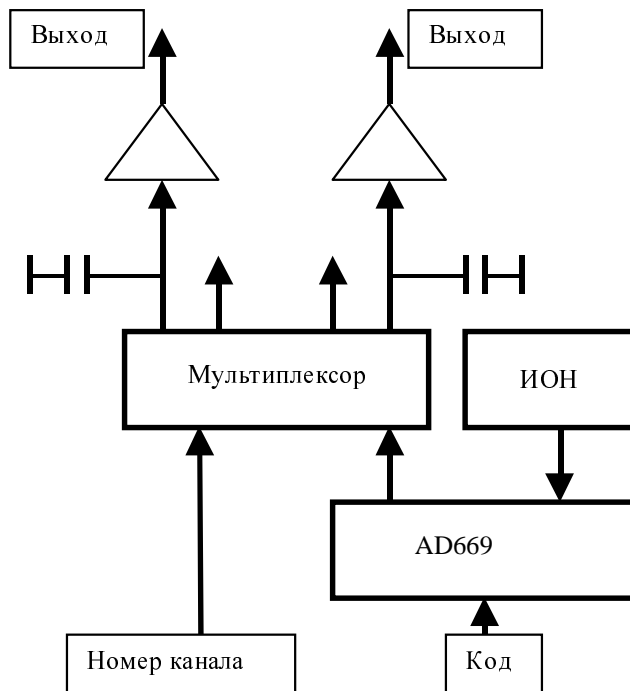 Выход
Выход
Мультиплексор
ИОН
AD669
Номер канала
Код